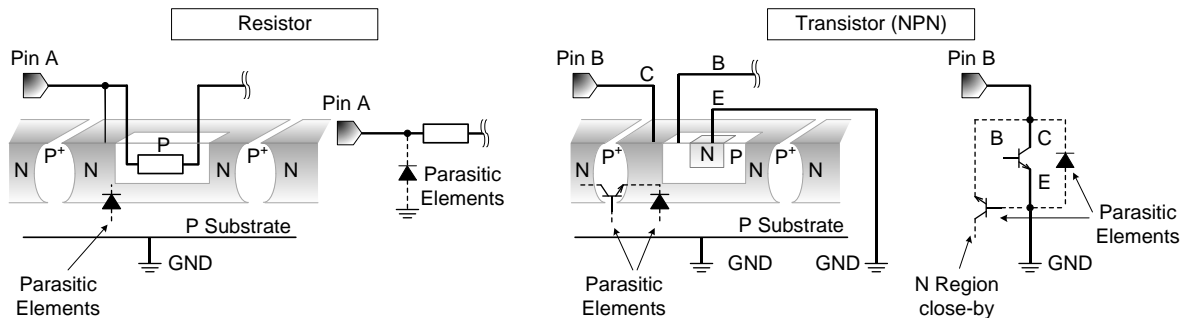 Resistor
Transistor (NPN)
Pin A
Pin A
N
P+
N
P
P+
N
N
Parasitic
Elements
P Substrate
GND
Parasitic
Elements
Pin B
C
B
E
N
P+
N
N
P
P+
N
N
P Substrate
GND
GND
Parasitic
Elements
Pin B
B
C
E
Parasitic
Elements
GND
N Region
close-by